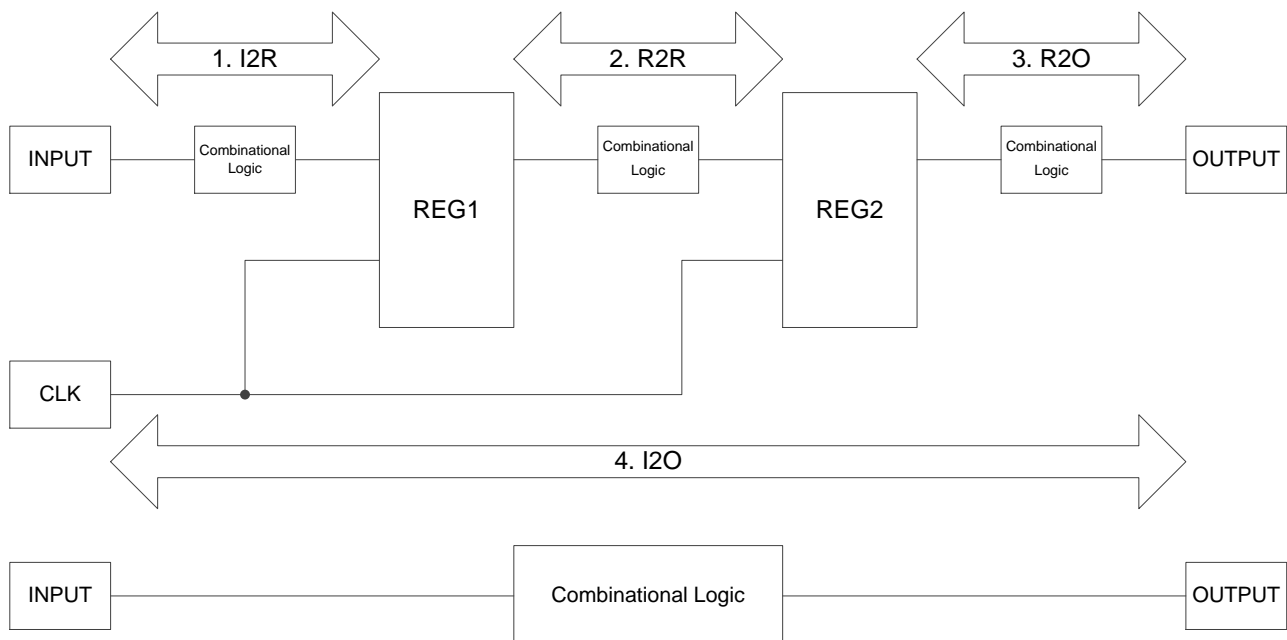 1. I2R
2. R2R
3. R2O
INPUT
Combinational
Logic
REG1
Combinational
Logic
REG2
Combinational
Logic
OUTPUT
CLK
4. I2O
INPUT
Combinational Logic
OUTPUT